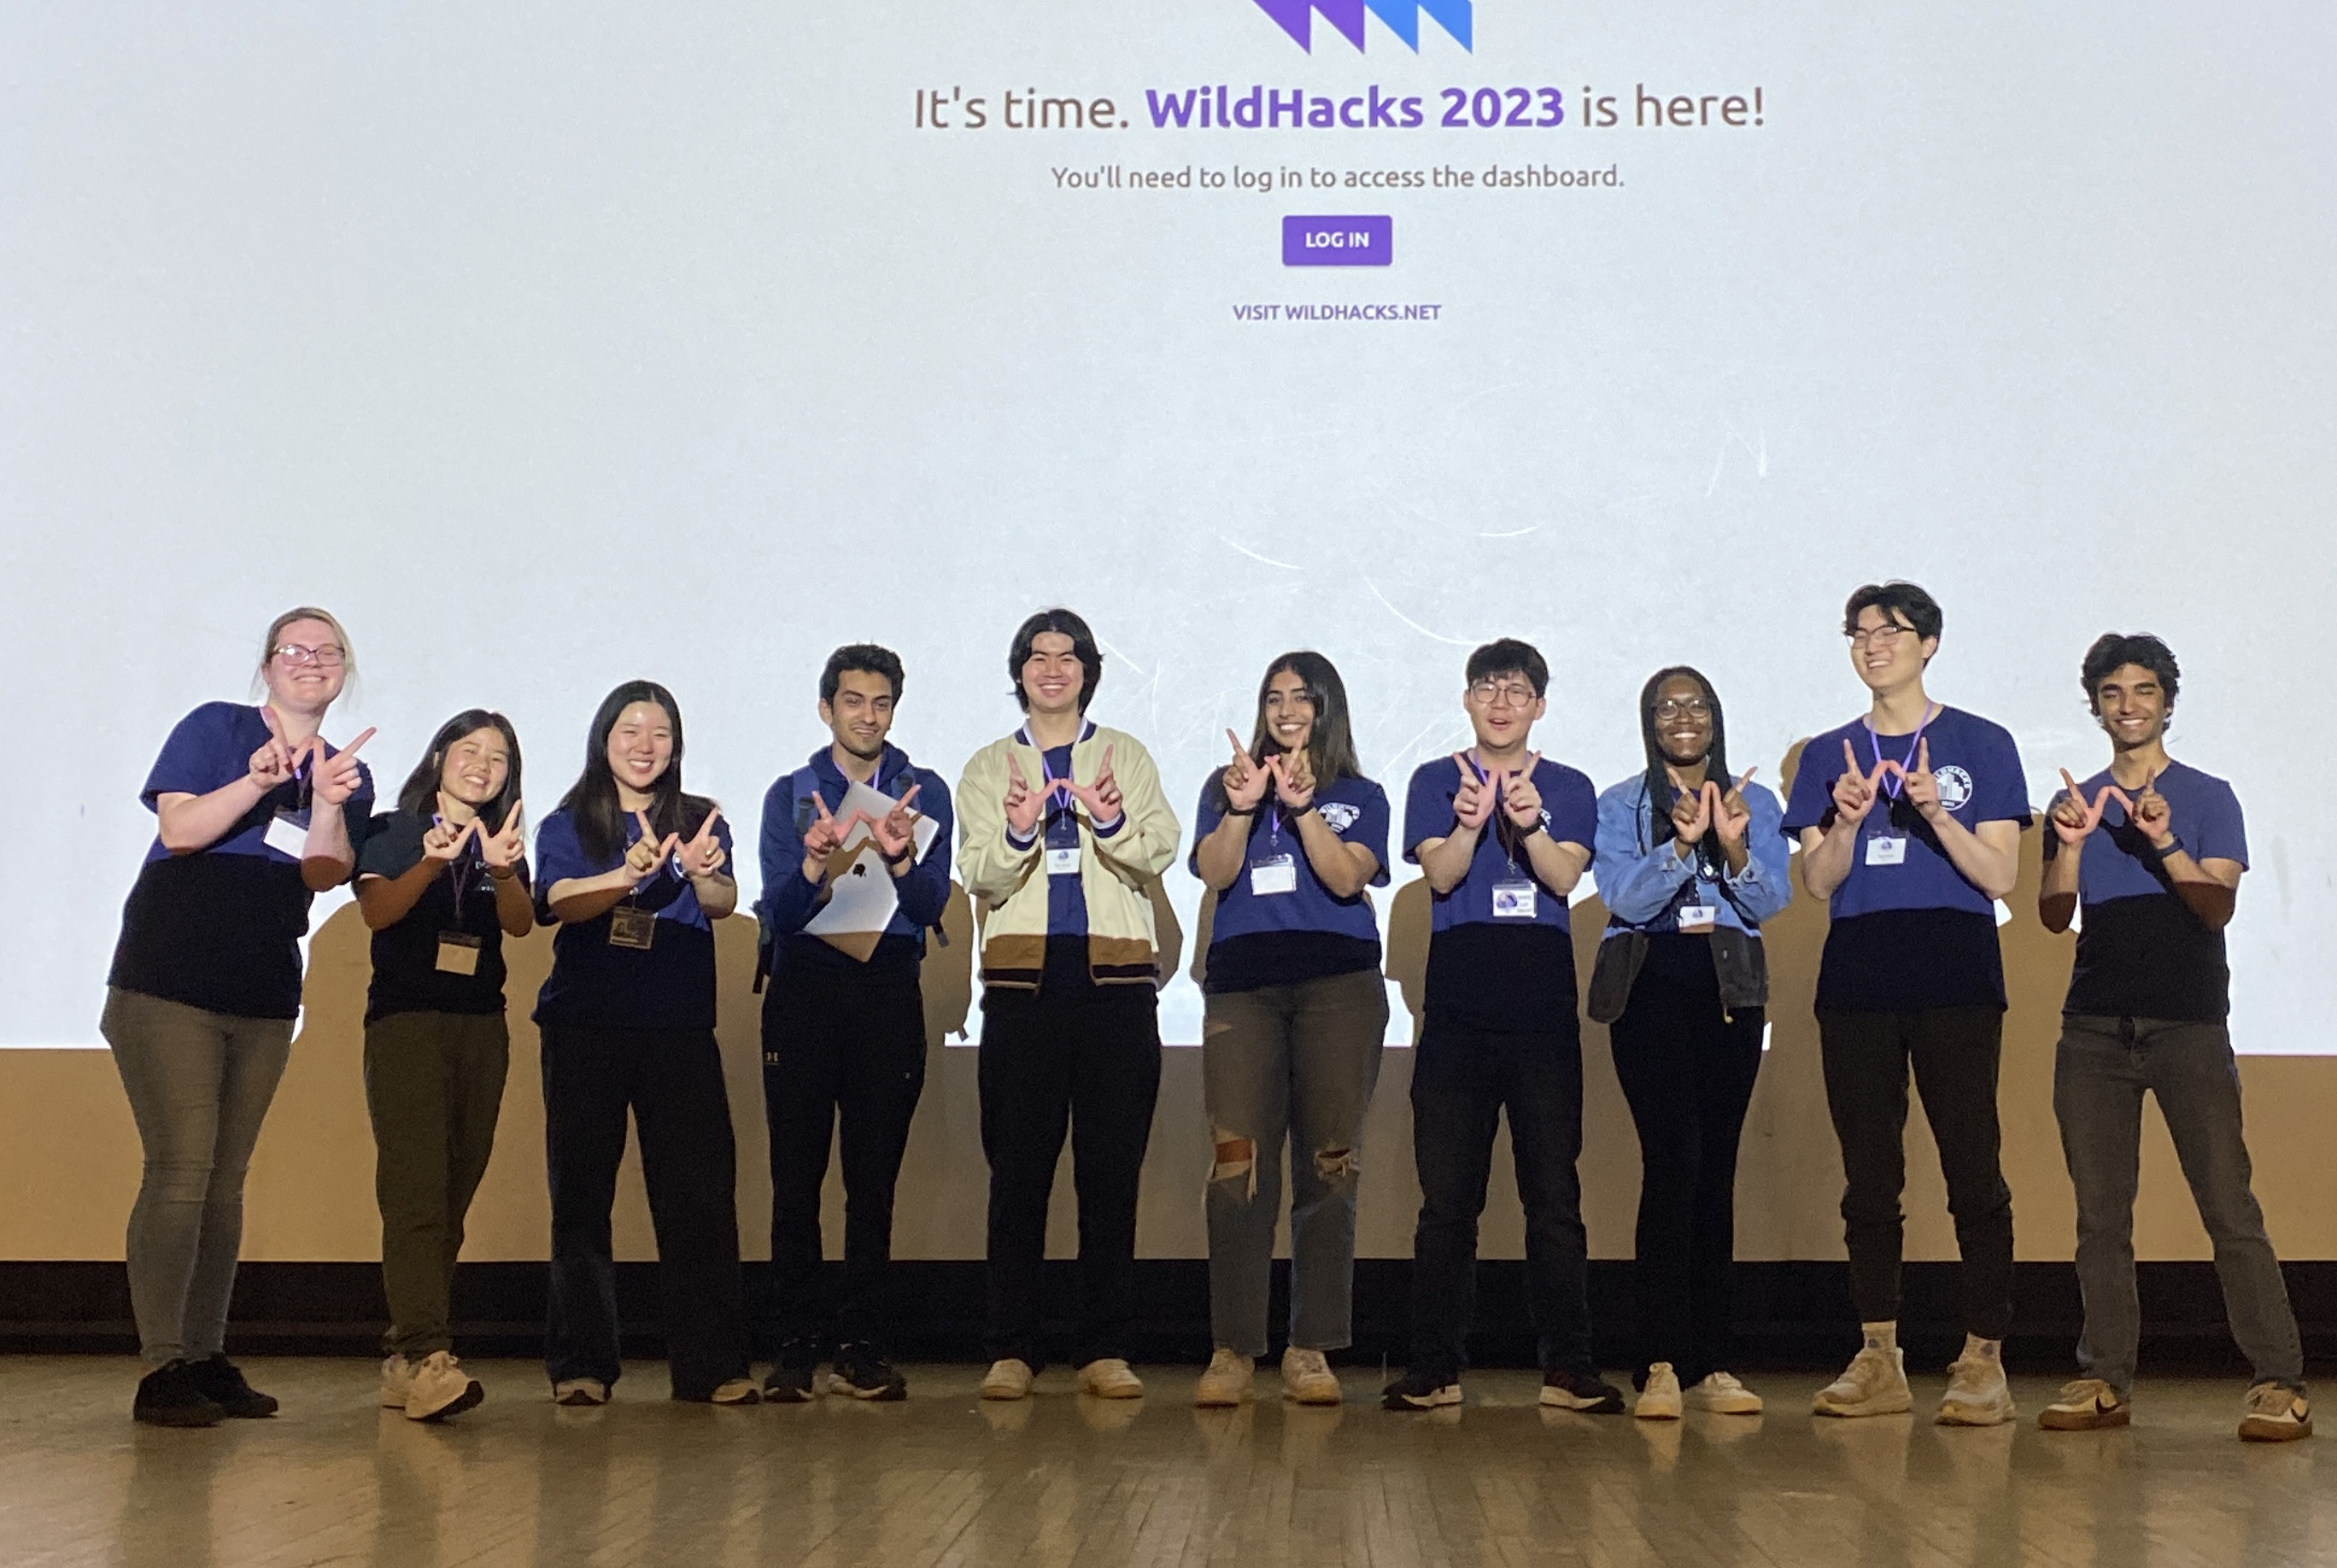 It's time. WildHacks 2023 is here!
You'll need to log in to access the dashboard.
LOG IN
VISIT WILDHACKS.NET